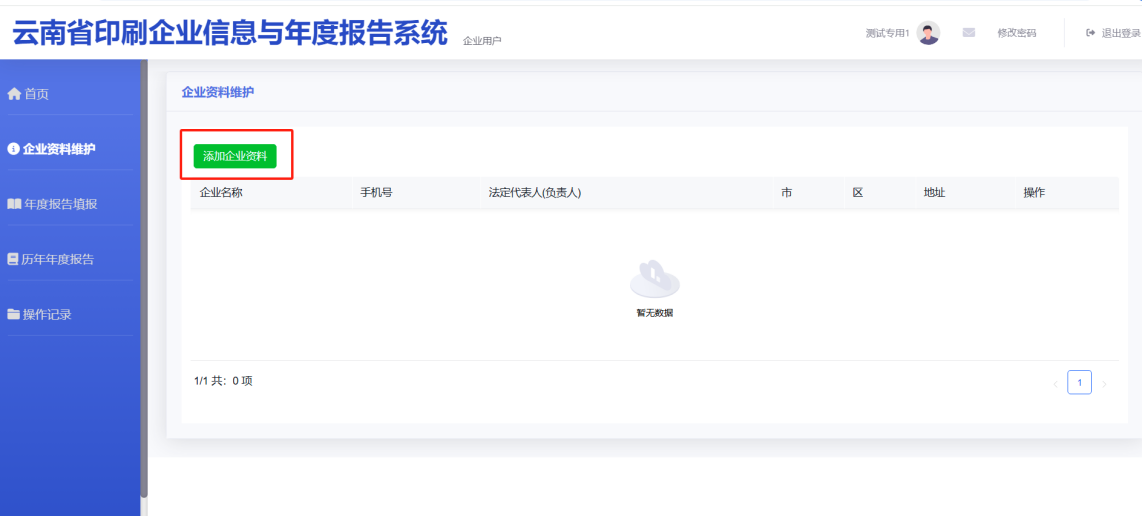 云南省印刷企业信息与年度报告系统 企业用户 测试专用1 修改密码 退出登录
首页
企业资料维护
年度报告填报
历年年度报告
操作记录
企业资料维护
添加企业资料
企业名称 手机号 法定代表人(负责人) 市 区 地址 操作
暂无数据
1/1 共: 0 项 < 1 >